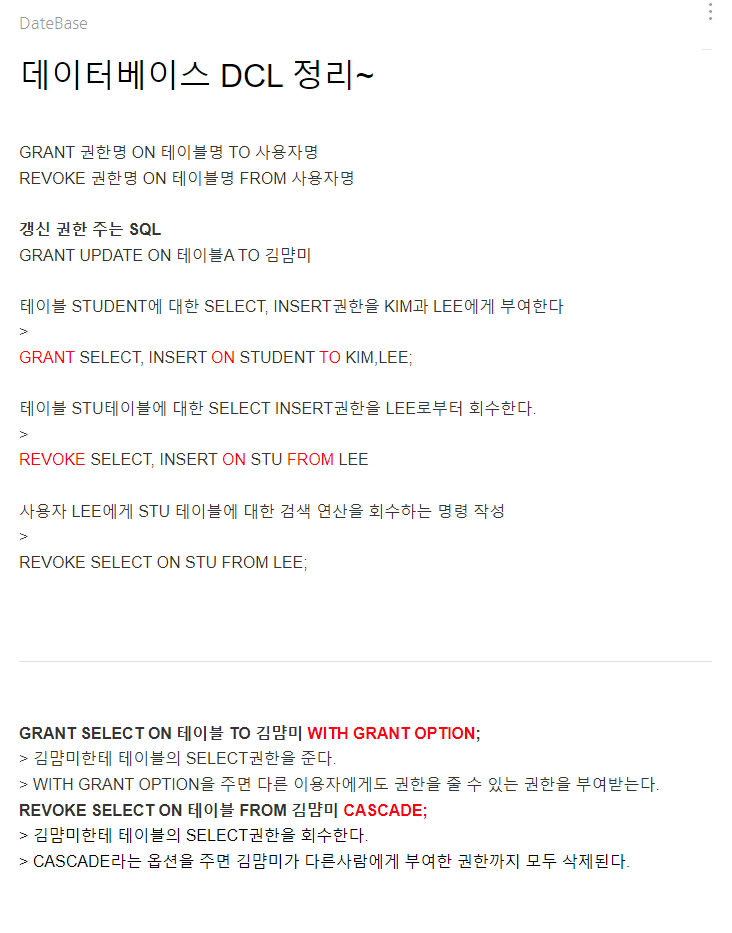 DateBase
데이터베이스 DCL 정리~
GRANT 권한명 ON 테이블명 TO 사용자명
REVOKE 권한명 ON 테이블명 FROM 사용자명
갱신 권한 주는 SQL
GRANT UPDATE ON 테이블A TO 김먐미
테이블 STUDENT에 대한 SELECT, INSERT권한을 KIM과 LEE에게 부여한다
>
GRANT SELECT, INSERT ON STUDENT TO KIM,LEE;
테이블 STU테이블에 대한 SELECT INSERT권한을 LEE로부터 회수한다.
>
REVOKE SELECT, INSERT ON STU FROM LEE
사용자 LEE에게 STU 테이블에 대한 검색 연산을 회수하는 명령 작성
>
REVOKE SELECT ON STU FROM LEE;
GRANT SELECT ON 테이블 TO 김먐미 WITH GRANT OPTION;
> 김먐미한테 테이블의 SELECT권한을 준다.
> WITH GRANT OPTION을 주면 다른 이용자에게도 권한을 줄 수 있는 권한을 부여받는다.
REVOKE SELECT ON 테이블 FROM 김먐미 CASCADE;
> 김먐미한테 테이블의 SELECT권한을 회수한다.
> CASCADE라는 옵션을 주면 김먐미가 다른사람에게 부여한 권한까지 모두 삭제된다.